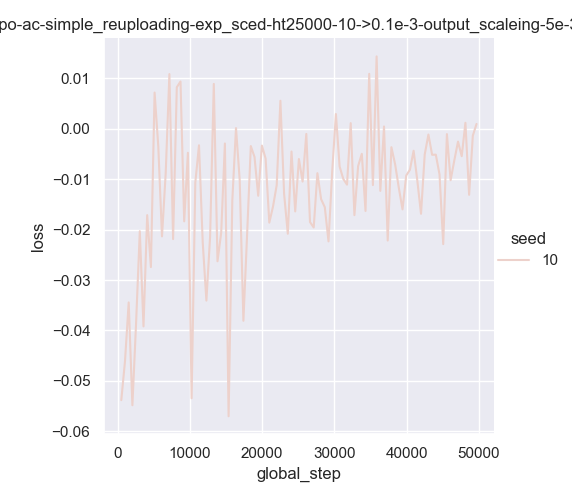 po-ac-simple_reuploading-exp_sced-ht25000-10->0.1e-3-output_scaleing-5e-3
0.01
0.00
−0.01
−0.02
−0.03
−0.04
−0.05
−0.06
loss
0 10000 20000 30000 40000 50000
global_step
seed
10